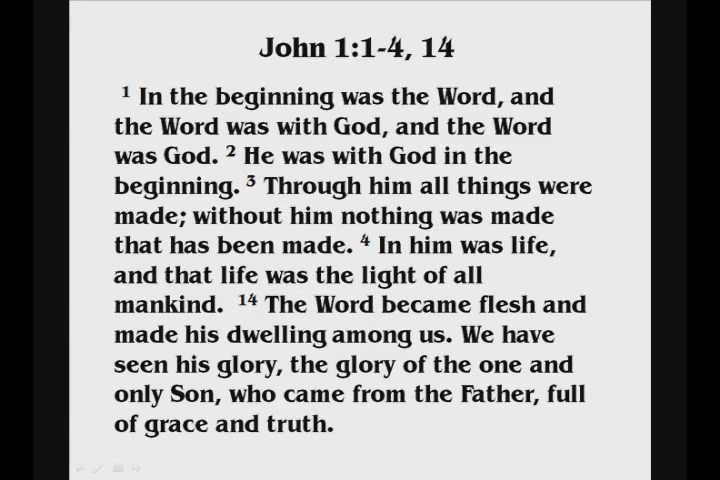 John 1:1-4, 14
1 In the beginning was the Word, and
the Word was with God, and the Word
was God. 2 He was with God in the
beginning. 3 Through him all things were
made; without him nothing was made
that has been made. 4 In him was life,
and that life was the light of all
mankind. 14 The Word became flesh and
made his dwelling among us. We have
seen his glory, the glory of the one and
only Son, who came from the Father, full
of grace and truth.